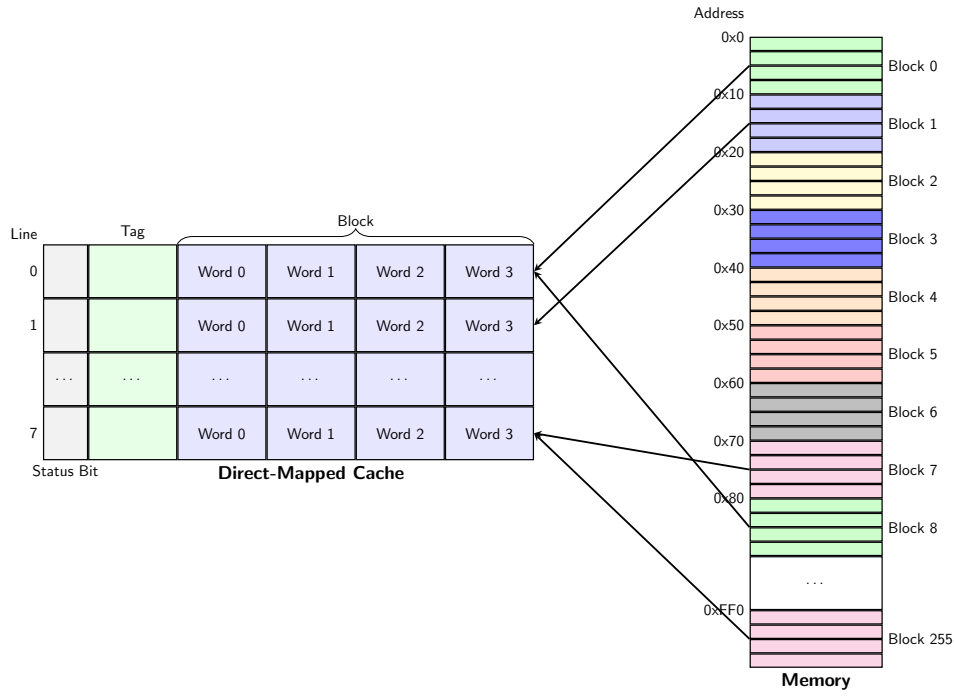 Address
0x0
Block 0
0x10
Block 1
0x20
Block 2
0x30
Block 3
0x40
Block 4
0x50
Block 5
0x60
Block 6
0x70
Block 7
0x80
Block 8
...
0xFF0
Block 255
Memory
Line Tag Block
0 Word 0 Word 1 Word 2 Word 3
1 Word 0 Word 1 Word 2 Word 3
... ... ... ... ... ...
7 Word 0 Word 1 Word 2 Word 3
Status Bit
Direct-Mapped Cache